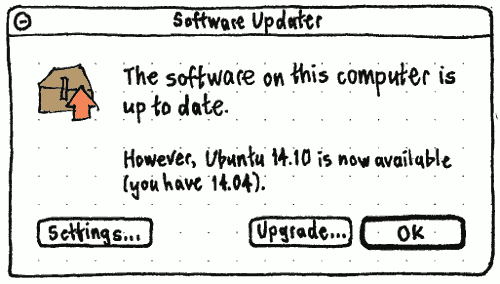 Software Updater
The software on this computer is
up to date.
However, Ubuntu 14.10 is now available
(you have 14.04).
Settings... Upgrade... OK